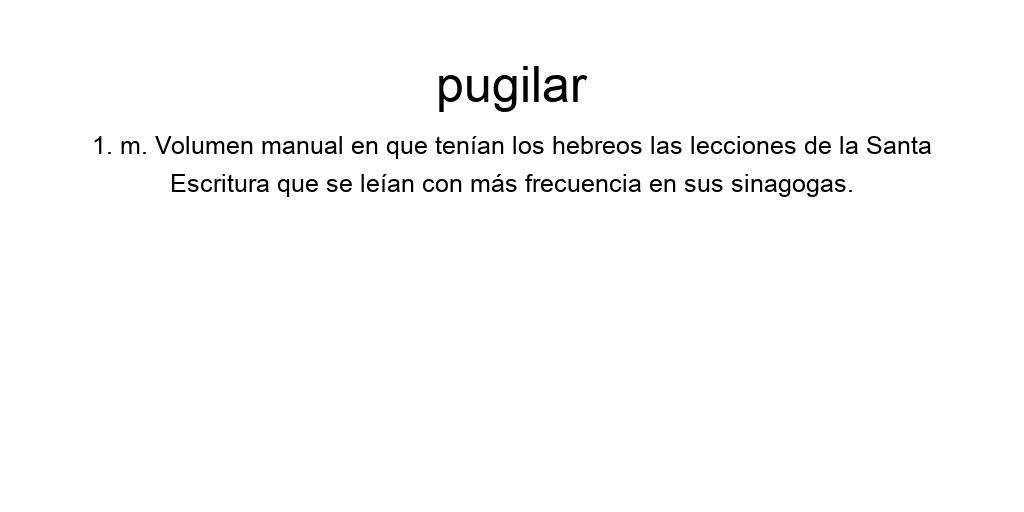 pugilar
1. m. Volumen manual en que tenían los hebreos las lecciones de la Santa
Escritura que se leían con más frecuencia en sus sinagogas.